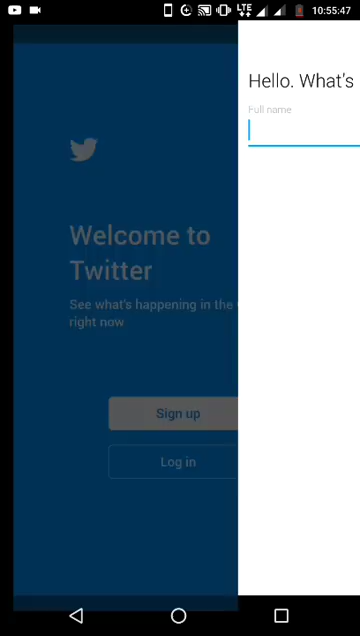 LTE
10:55:47
Hello. What's
Full name
Welcome to
Twitter
See what's happening in the
right now
Sign up
Log in